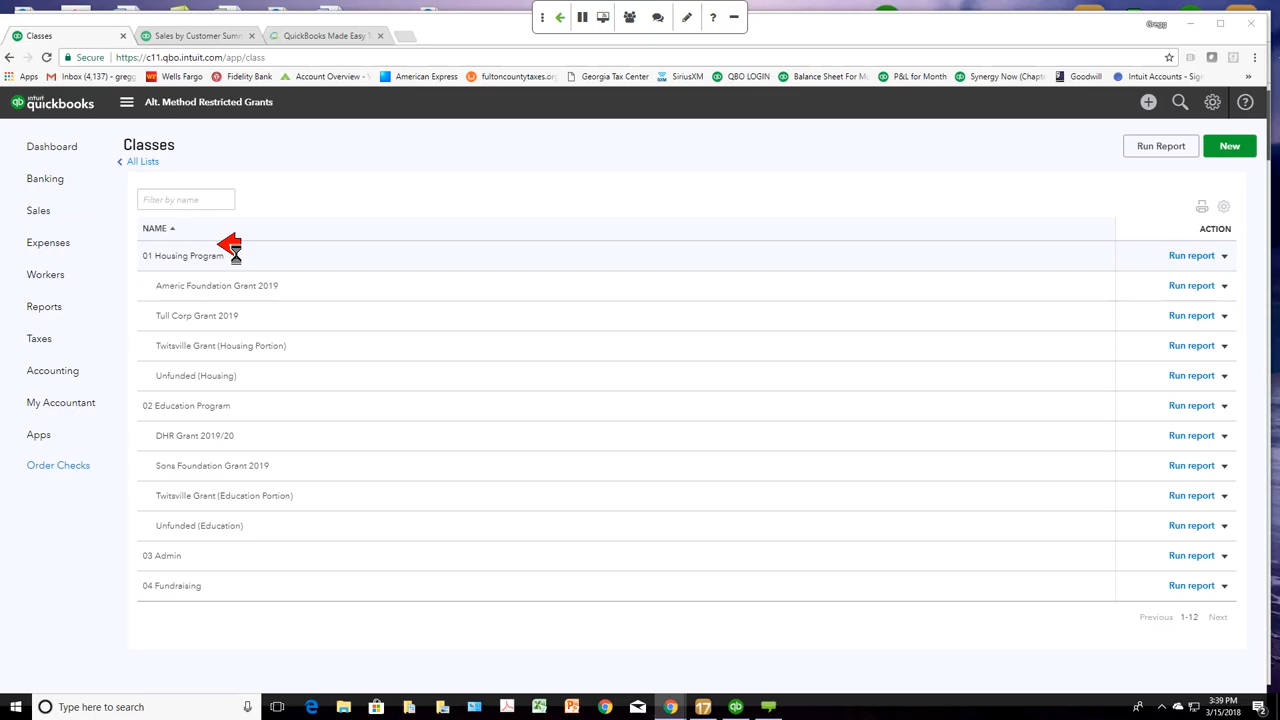 Gregg
Classes
Sales by Customer Summ
QuickBooks Made Easy T
Secure
https://c11.qbo.intuit.com/app/class
Apps
Inbox (4,137) - gregg
Wells Fargo
Fidelity Bank
Account Overview -
American Express
fultoncountytaxes.org
Georgia Tax Center
SiriusXM
QBO LOGIN
Balance Sheet For Mo
P&L for Month
Synergy Now (Chapte
Goodwill
Intuit Accounts - Sign
intuit
quickbooks
Alt. Method Restricted Grants
Dashboard
Banking
Sales
Expenses
Workers
Reports
Taxes
Accounting
My Accountant
Apps
Order Checks
Classes
All Lists
Run Report
New
Filter by name
NAME
ACTION
01 Housing Program
Run report
Americ Foundation Grant 2019
Run report
Tull Corp Grant 2019
Run report
Twitsville Grant (Housing Portion)
Run report
Unfunded (Housing)
Run report
02 Education Program
Run report
DHR Grant 2019/20
Run report
Sons Foundation Grant 2019
Run report
Twitsville Grant (Education Portion)
Run report
Unfunded (Education)
Run report
03 Admin
Run report
04 Fundraising
Run report
Previous
1-12
Next
Type here to search
17
3:39 PM
3/15/2018
2